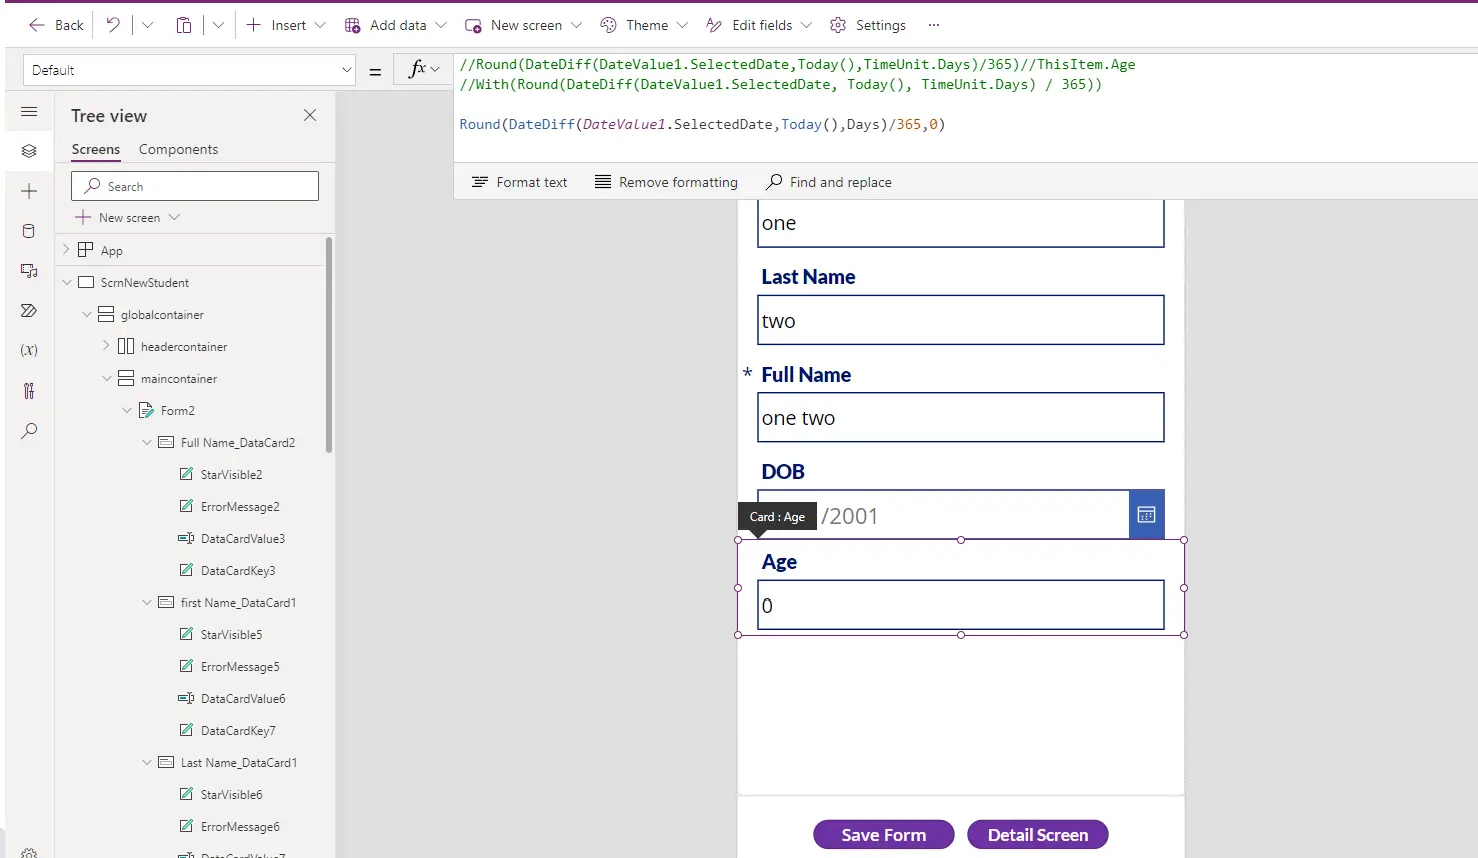 Back
Insert
Add data
New screen
Theme
Edit fields
Settings
...
Default
=
fx
//Round(DateDiff(DateValue1.SelectedDate,Today(),TimeUnit.Days)/365)//ThisItem.Age
//With(Round(DateDiff(DateValue1.SelectedDate, Today(), TimeUnit.Days) / 365))
Round(DateDiff(DateValue1.SelectedDate,Today(),Days)/365,0)
Format text
Remove formatting
Find and replace
Tree view
Screens
Components
Search
New screen
App
ScrnNewStudent
globalcontainer
headercontainer
maincontainer
Form2
Full Name_DataCard2
StarVisible2
ErrorMessage2
DataCardValue3
DataCardKey3
first Name_DataCard1
StarVisible5
ErrorMessage5
DataCardValue6
DataCardKey7
Last Name_DataCard1
StarVisible6
ErrorMessage6
DataCardValue7
(x)
one
Last Name
two
* Full Name
one two
DOB
/2001
Card : Age
Age
0
Save Form
Detail Screen